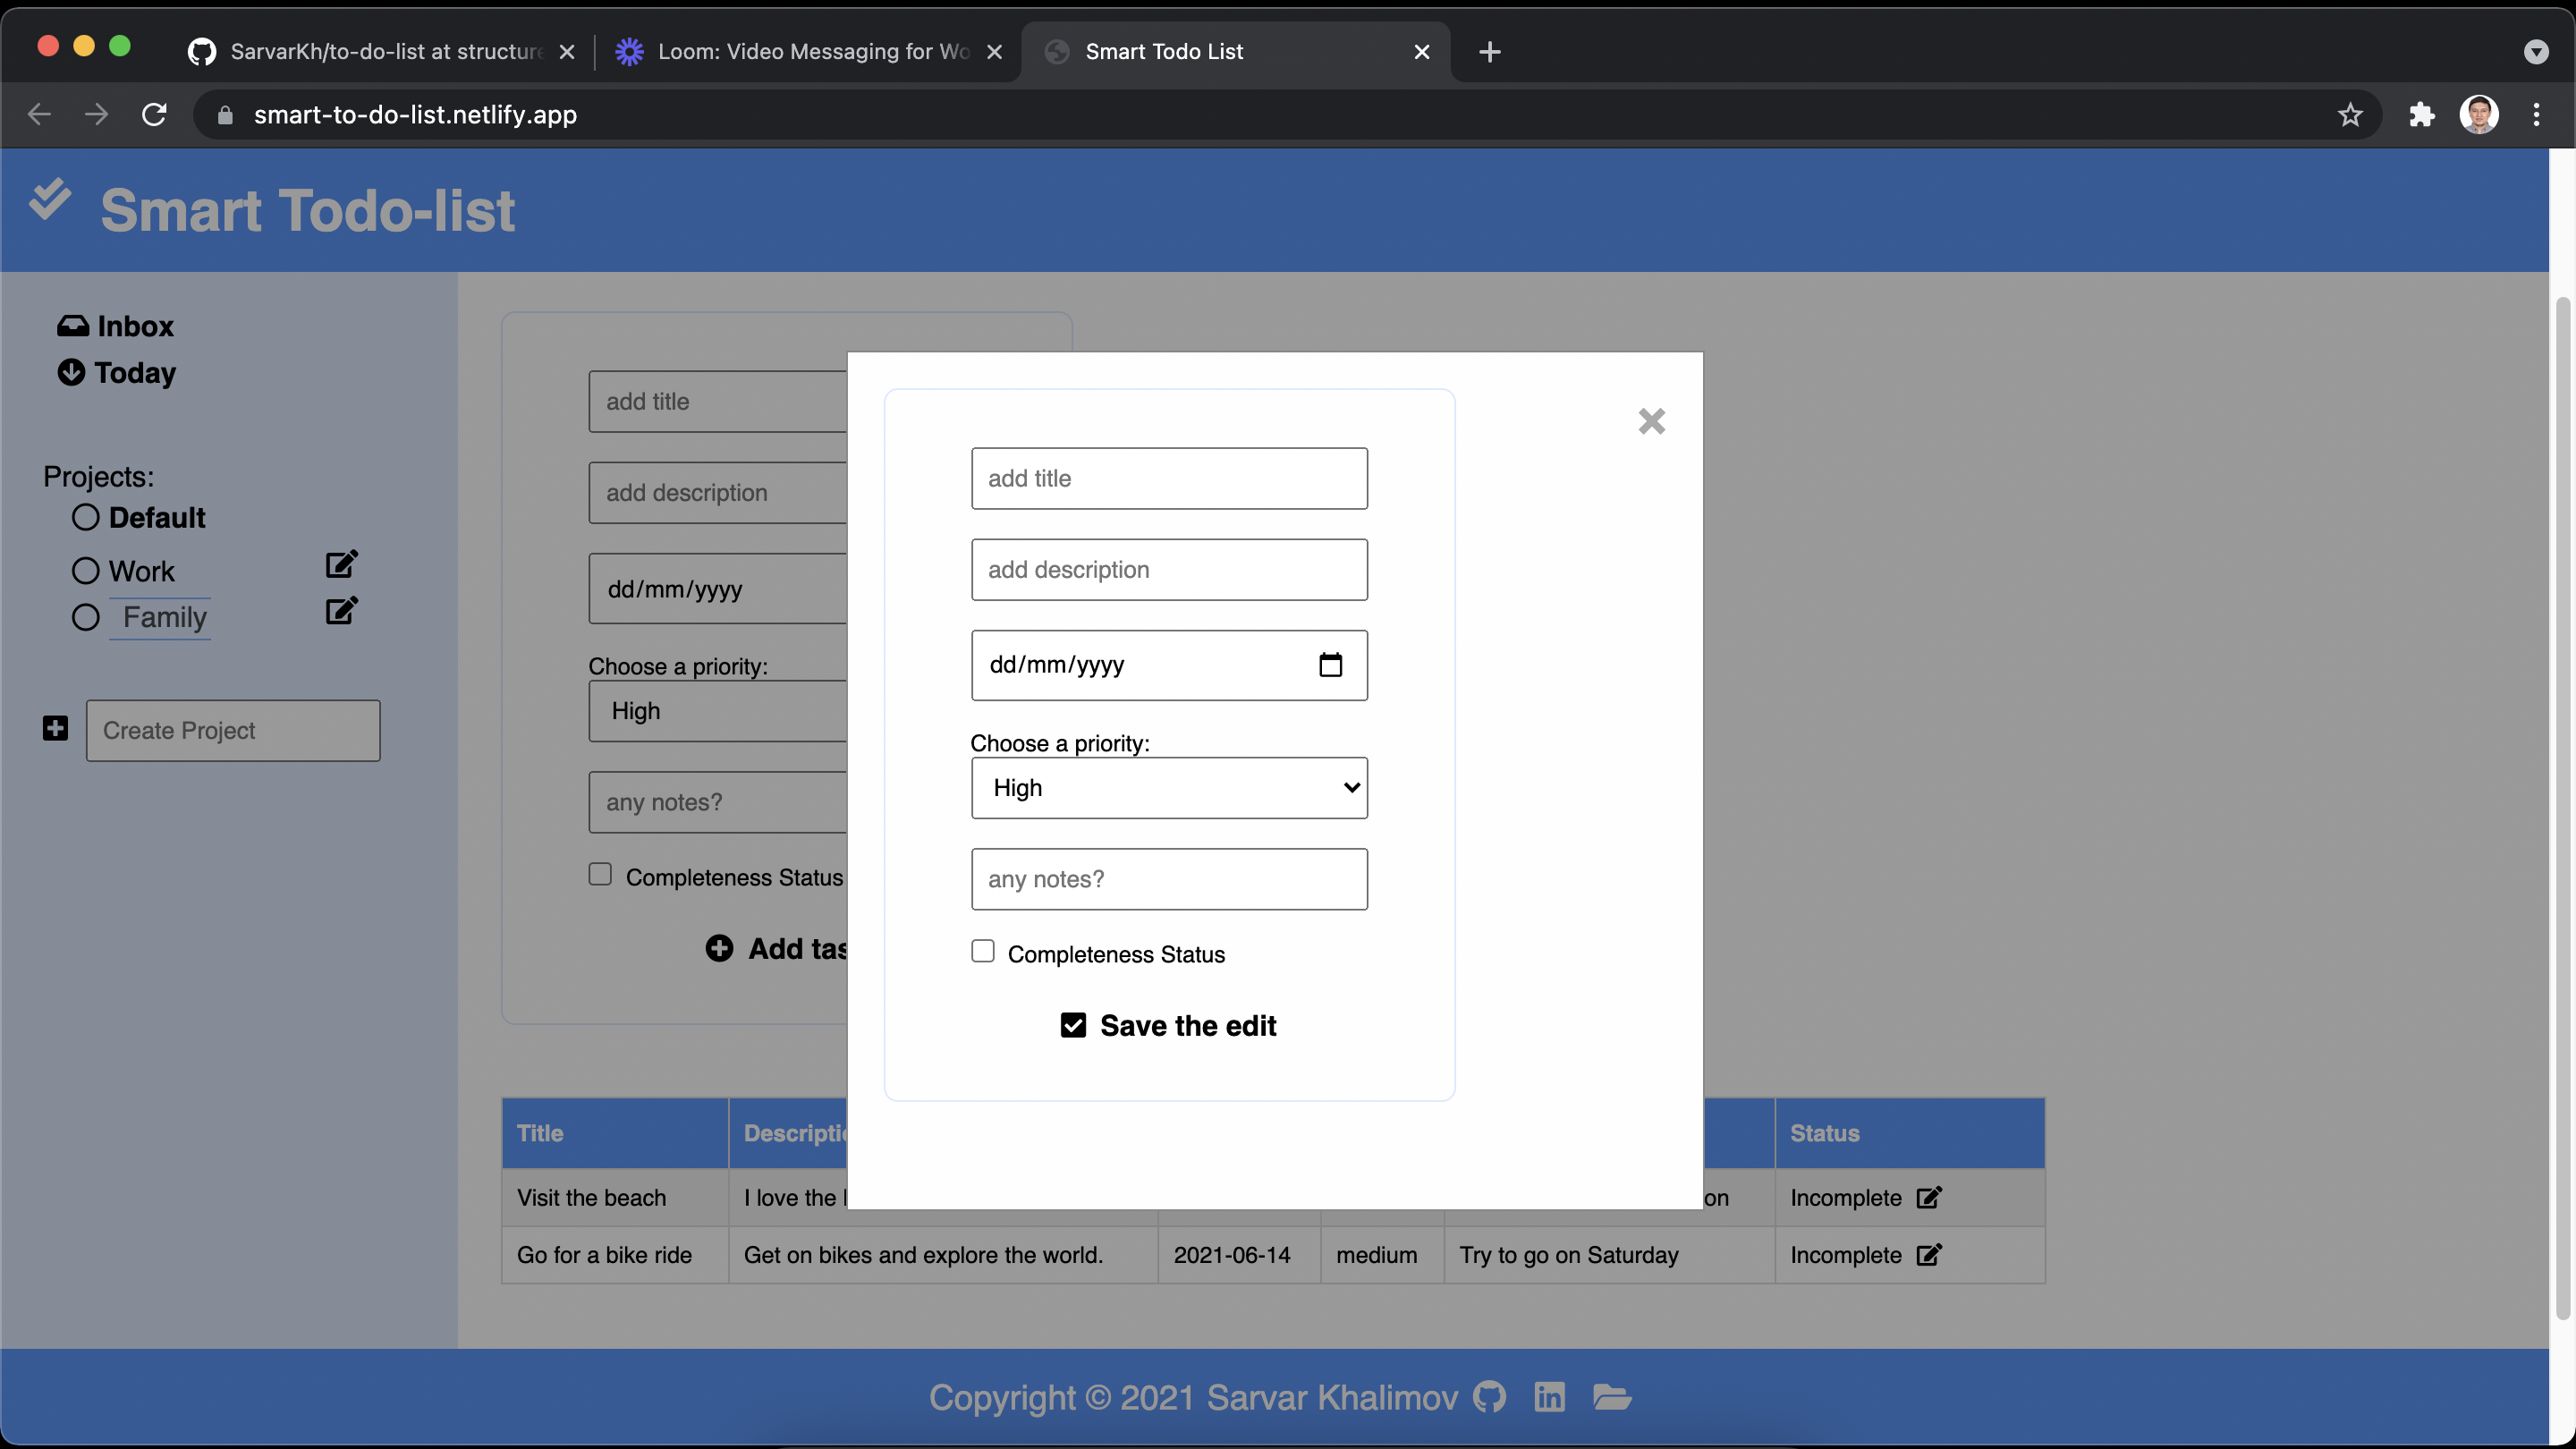 SarvarKh/to-do-list at structure
Loom: Video Messaging for Wo
Smart Todo List
smart-to-do-list.netlify.app
Smart Todo-list
Inbox
Today
Projects:
Default
Work
Family
Create Project
add title
add description
dd/mm/yyyy
Choose a priority:
High
any notes?
Completeness Status
Add tas
add title
add description
dd/mm/yyyy
Choose a priority:
High
any notes?
Completeness Status
Save the edit
Title Descriptio Status
Visit the beach I love the on Incomplete
Go for a bike ride Get on bikes and explore the world. 2021-06-14 medium Try to go on Saturday Incomplete
Copyright © 2021 Sarvar Khalimov
in